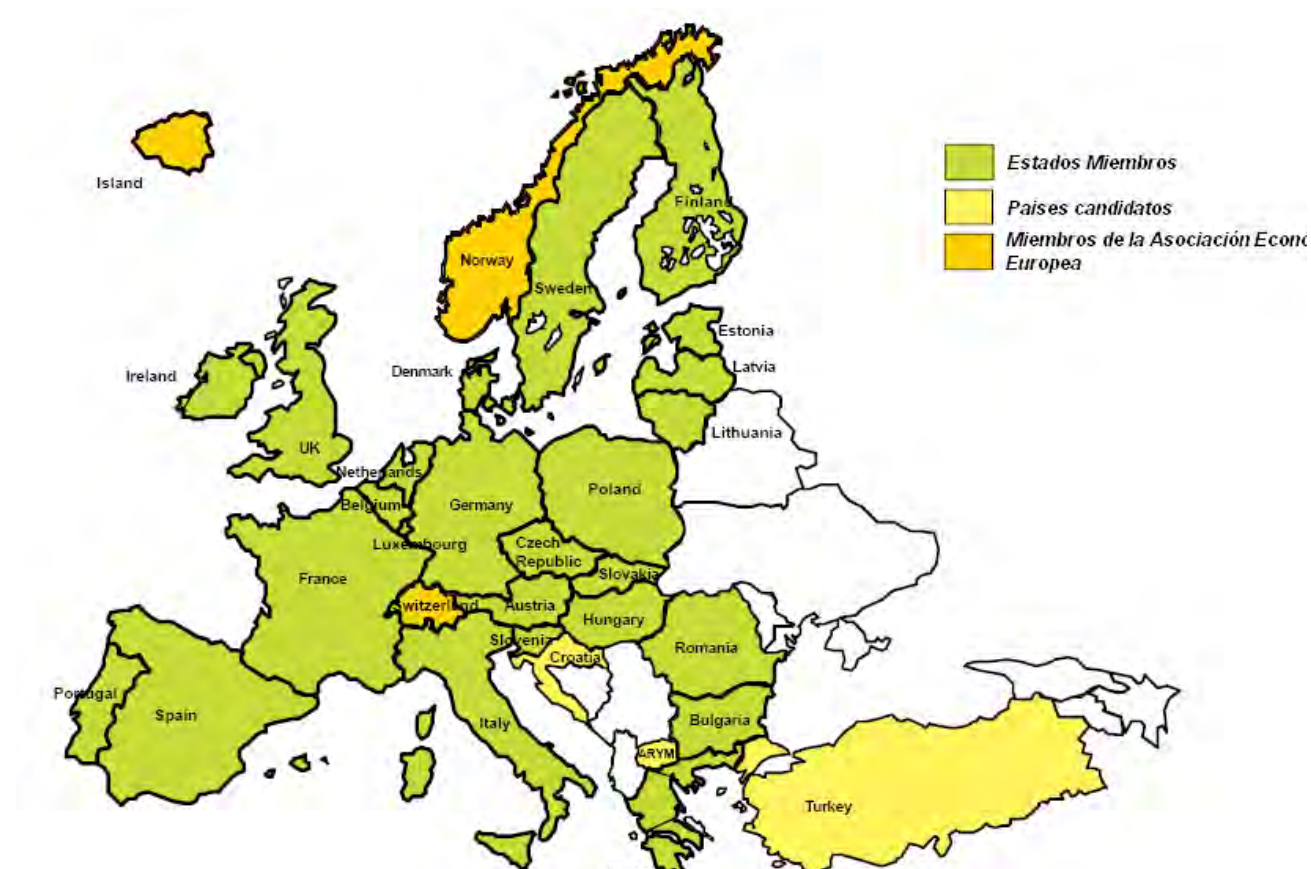 Island
Norway
Finland
Sweden
Estados Miembros
Países candidatos
Miembros de la Asociación Econó
Europea
Estonia
Latvia
Lithuania
Denmark
Ireland
UK
Netherlands
Belgium
Luxembourg
Germany
Poland
Czech
Republic
Slovakia
France
witzerland
Austria
Hungary
Slovenia
Croatia
Romania
Portugal
Spain
Italy
Bulgaria
ARYM
Turkey